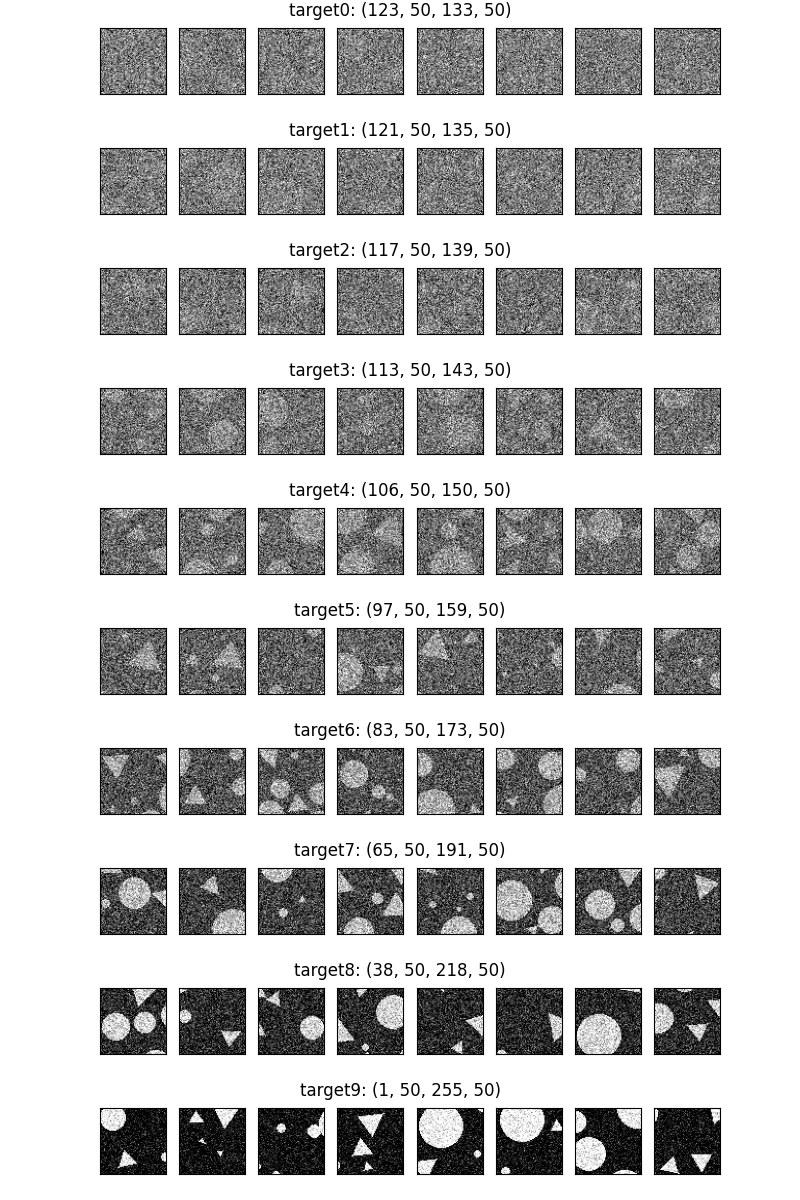 target0: (123, 50, 133, 50)
target1: (121, 50, 135, 50)
target2: (117, 50, 139, 50)
target3: (113, 50, 143, 50)
target4: (106, 50, 150, 50)
target5: (97, 50, 159, 50)
target6: (83, 50, 173, 50)
target7: (65, 50, 191, 50)
target8: (38, 50, 218, 50)
target9: (1, 50, 255, 50)